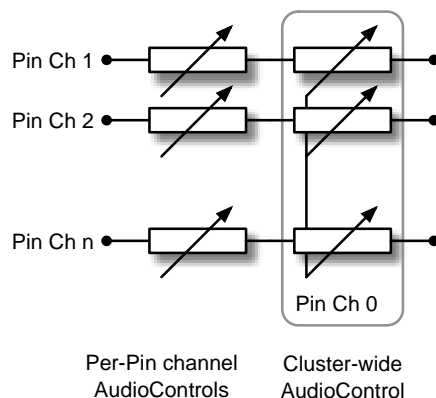 Pin Ch 1
Pin Ch 2
Pin Ch n
Pin Ch 0
Per-Pin channel
AudioControls
Cluster-wide
AudioControl